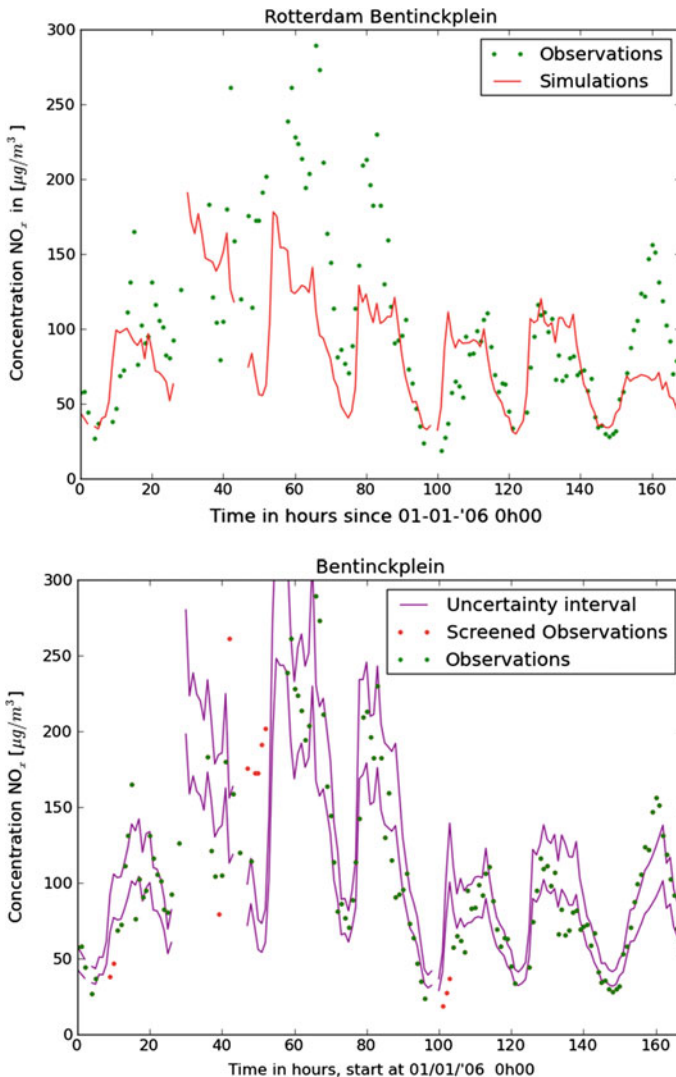 Rotterdam Bentinckplein
300
250
200
150
100
50
0
Concentration NOx in [μg/m³ ]
Observations
Simulations
0 20 40 60 80 100 120 140 160
Time in hours since 01-01-'06 0h00
Bentinckplein
300
250
200
150
100
50
0
Concentration NOx [μg/m³ ]
Uncertainty interval
Screened Observations
Observations
0 20 40 60 80 100 120 140 160
Time in hours, start at 01/01/'06 0h00